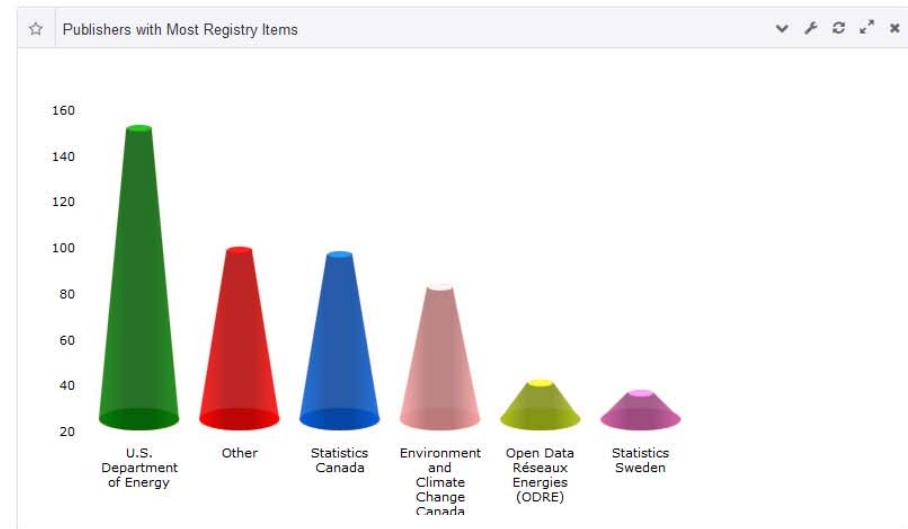 Publishers with Most Registry Items
160
140
120
100
80
60
40
20
U.S.
Department
of Energy
Other
Statistics
Canada
Environment
and
Climate
Change
Canada
Open Data
Réseaux
Energies
(ODRE)
Statistics
Sweden